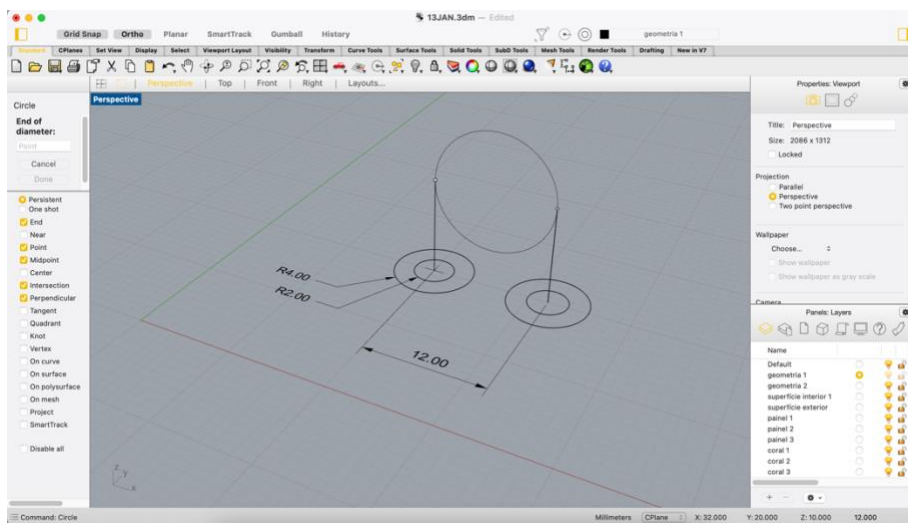 13JAN.3dm — Edited
Grid Snap Ortho Planar SmartTrack Gumball History geometria 1
Standard CPlanes Set View Display Select Viewport Layout Visibility Transform Curve Tools Surface Tools Solid Tools SubD Tools Mesh Tools Render Tools Drafting New in V7
Perspective | Top | Front | Right | Layouts...
Circle
End of
diameter:
Point
Cancel
Done
Persistent
One shot
End
Near
Point
Midpoint
Center
Intersection
Perpendicular
Tangent
Quadrant
Knot
Vertex
On curve
On surface
On polysurface
On mesh
Project
SmartTrack
Disable all
Perspective
R4.00
R2.00
12.00
z
y
x
Properties: Viewport
Title: Perspective
Size: 2086 x 1312
Locked
Projection
Parallel
Perspective
Two point perspective
Wallpaper
Choose...
Show wallpaper
Show wallpaper as gray scale
Camera
Panels: Layers
Name
Default
geometria 1
geometria 2
superfície interior 1
superfície exterior
painel 1
painel 2
painel 3
coral 1
coral 2
coral 3
Command: Circle
Millimeters CPlane X: 32.000 Y: 20.000 Z: 10.000 12.000